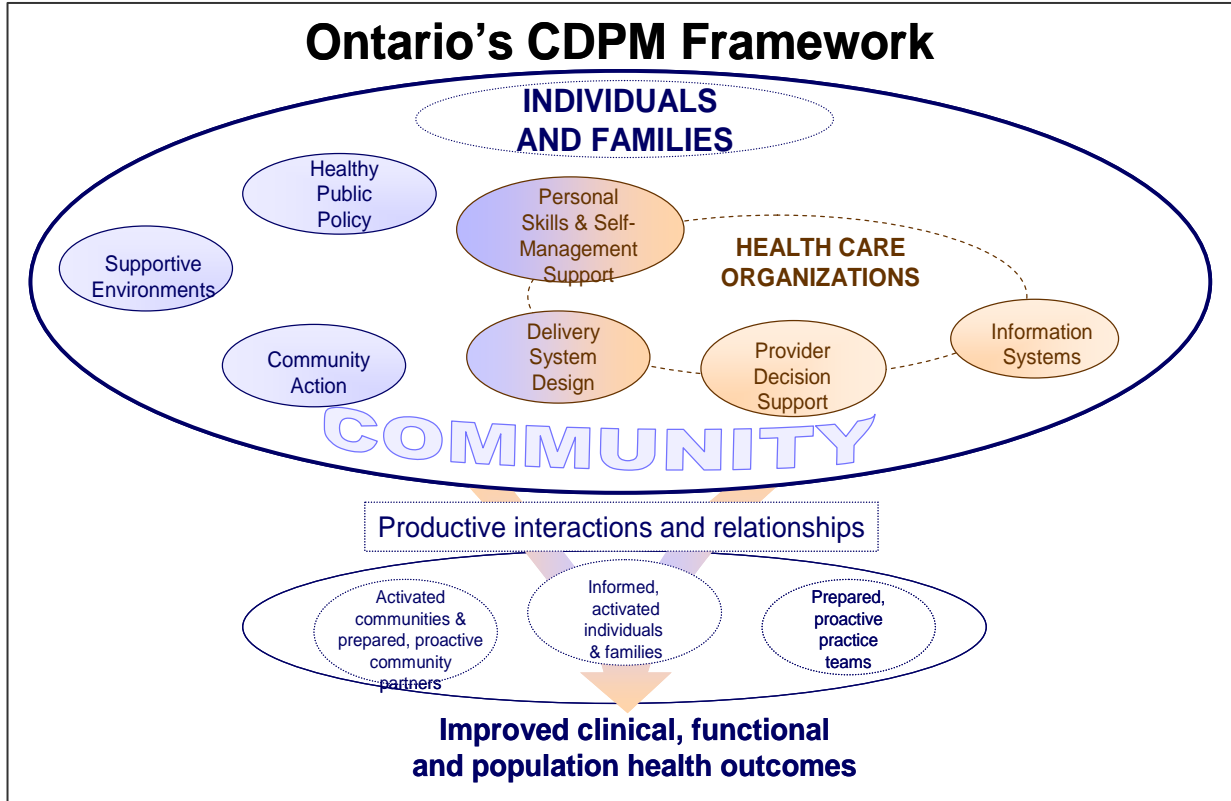 Ontario's CDPM Framework
INDIVIDUALS
AND FAMILIES
Healthy
Public
Policy
Personal
Skills & Self-
Management
Support
HEALTH CARE
ORGANIZATIONS
Supportive
Environments
Community
Action
Delivery
System
Design
Provider
Decision
Support
Information
Systems
COMMUNITY
Productive interactions and relationships
Activated
communities &
prepared, proactive
community
partners
Informed,
activated
individuals
& families
Prepared,
proactive
practice
teams
Improved clinical, functional
and population health outcomes